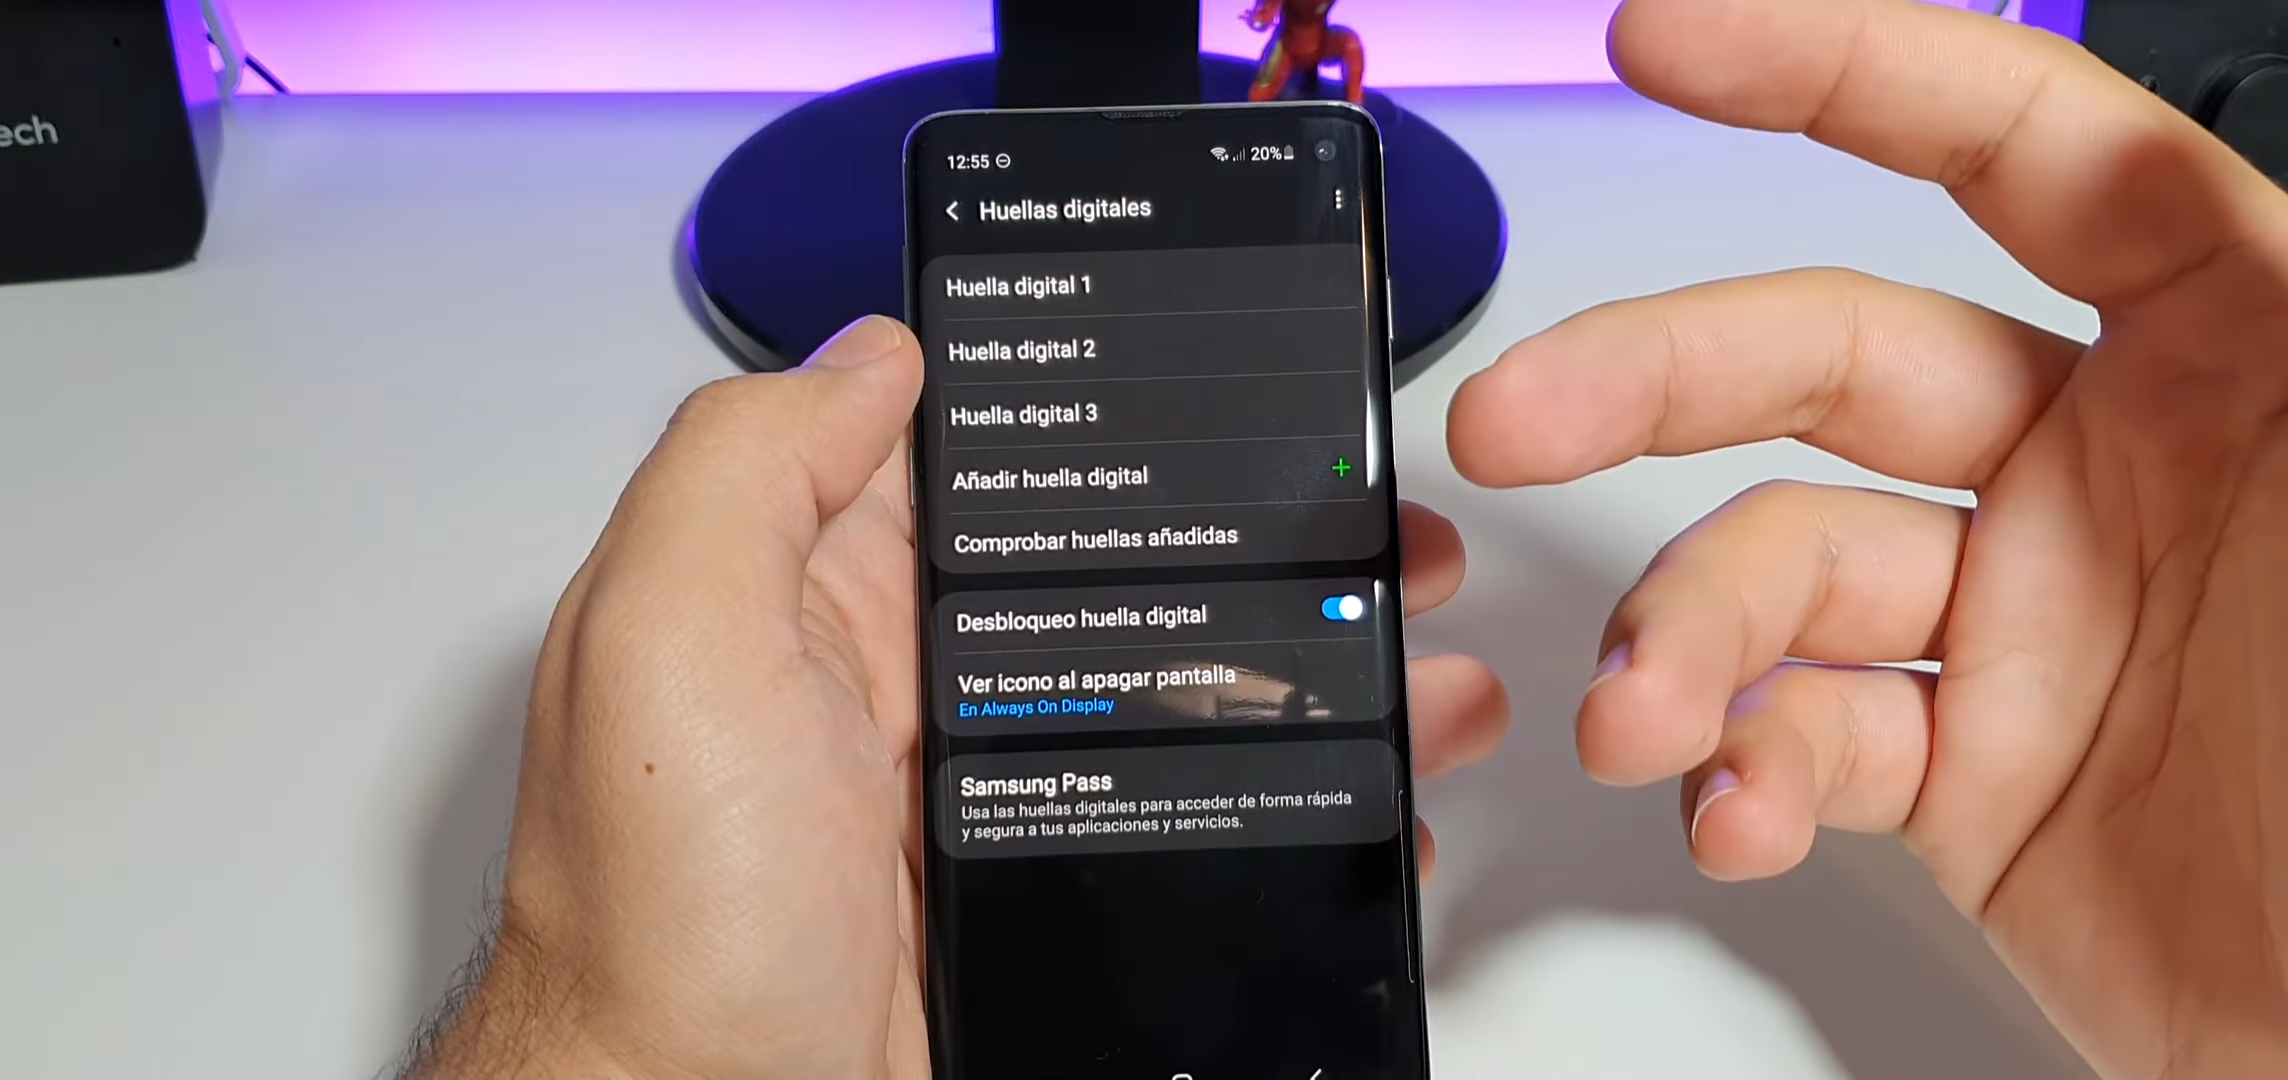 ech
12:55
20%
Huellas digitales
Huella digital 1
Huella digital 2
Huella digital 3
Añadir huella digital
Comprobar huellas añadidas
Desbloqueo huella digital
Ver icono al apagar pantalla
En Always On Display
Samsung Pass
Usa las huellas digitales para acceder de forma rápida
y segura a tus aplicaciones y servicios.